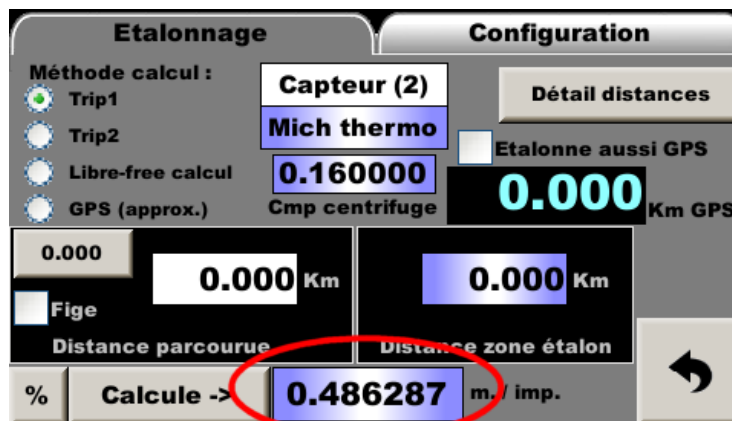 Etalonnage
Configuration
Méthode calcul :
Trip1
Trip2
Libre-free calcul
GPS (approx.)
Capteur (2)
Mich thermo
0.160000
Cmp centrifuge
Détail distances
Etalonne aussi GPS
0.000 Km GPS
0.000
0.000 Km
Fige
Distance parcourue
0.000 Km
Distance zone étalon
% Calcule -> 0.486287 m./ imp.